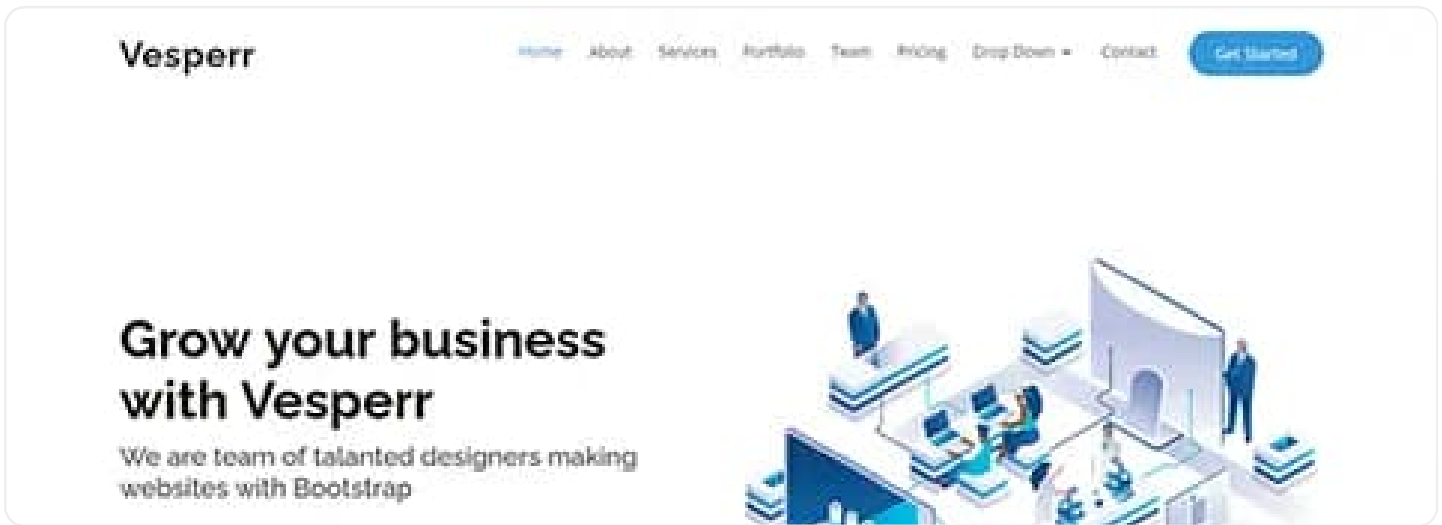 Vesperr
Home About Services Portfolio Team Pricing Drop Down Contact Get Started
Grow your business
with Vesperr
We are team of talanted designers making
websites with Bootstrap